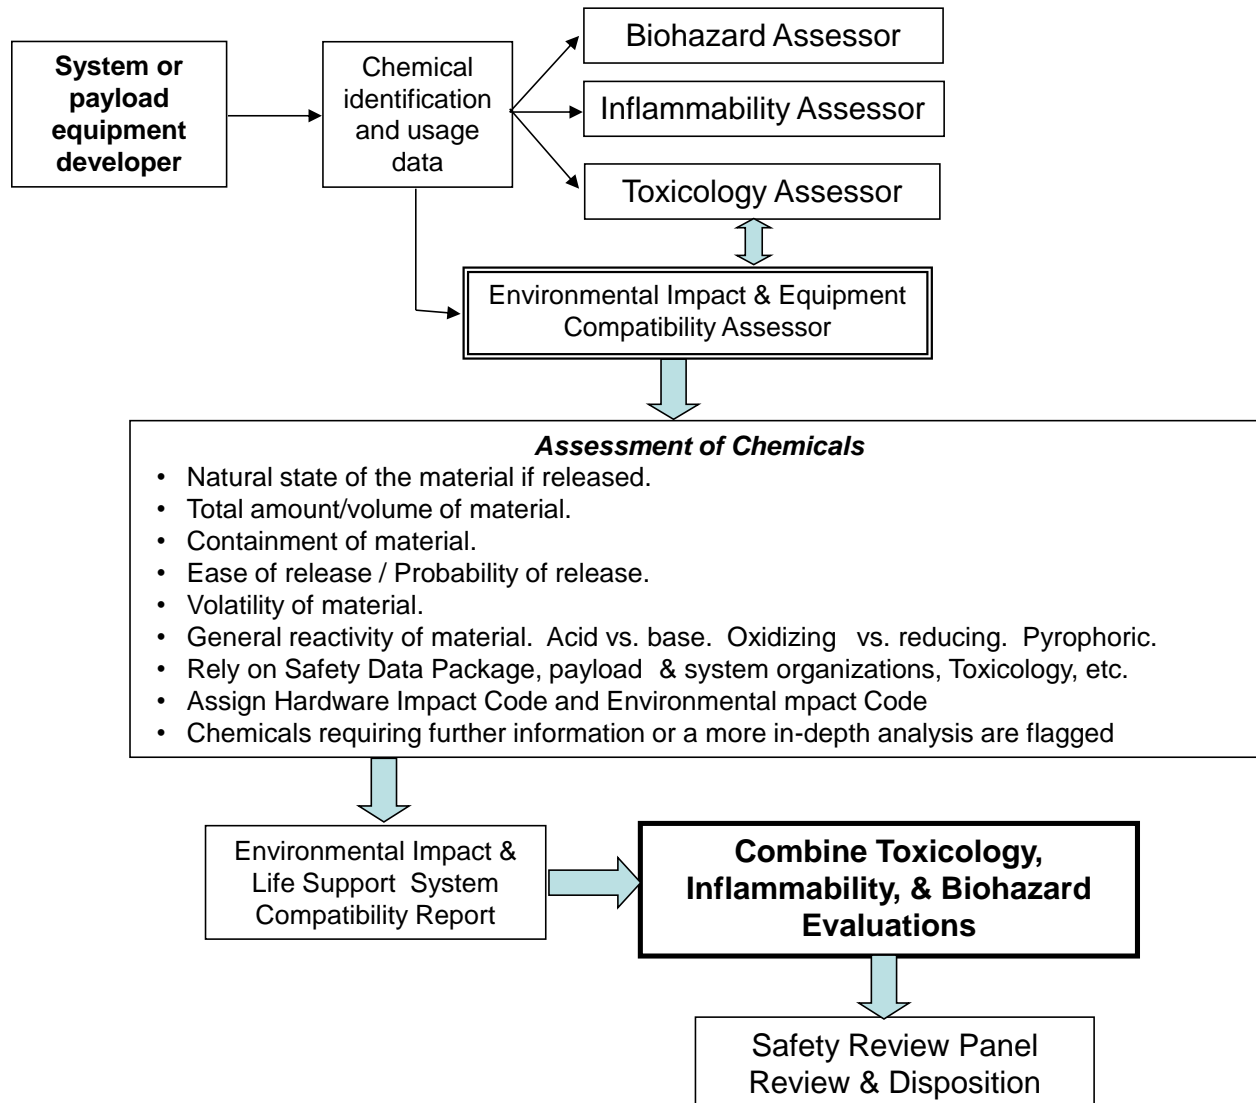 System or
payload
equipment
developer
Chemical
identification
and usage
data
Biohazard Assessor
Inflammability Assessor
Toxicology Assessor
Environmental Impact & Equipment
Compatibility Assessor
Assessment of Chemicals
• Natural state of the material if released.
• Total amount/volume of material.
• Containment of material.
• Ease of release / Probability of release.
• Volatility of material.
• General reactivity of material. Acid vs. base. Oxidizing vs. reducing. Pyrophoric.
• Rely on Safety Data Package, payload & system organizations, Toxicology, etc.
• Assign Hardware Impact Code and Environmental mpact Code
• Chemicals requiring further information or a more in-depth analysis are flagged
Environmental Impact &
Life Support System
Compatibility Report
Combine Toxicology,
Inflammability, & Biohazard
Evaluations
Safety Review Panel
Review & Disposition